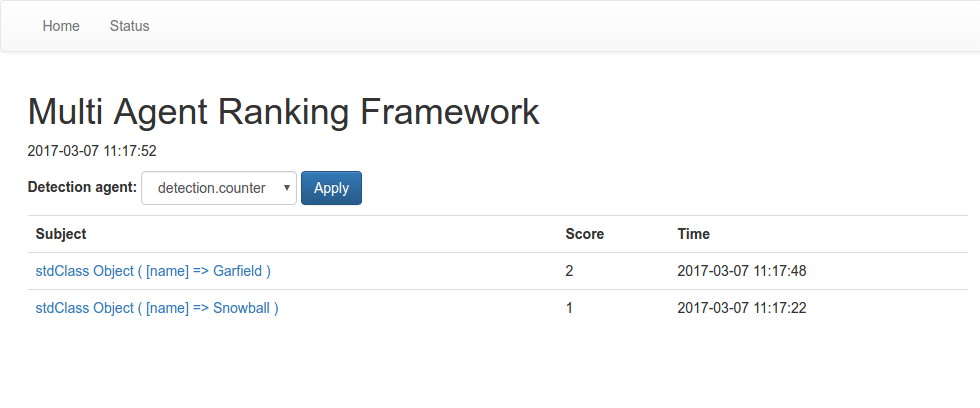 Home Status
Multi Agent Ranking Framework
2017-03-07 11:17:52
Detection agent: detection.counter Apply
Subject Score Time
stdClass Object ( [name] => Garfield ) 2 2017-03-07 11:17:48
stdClass Object ( [name] => Snowball ) 1 2017-03-07 11:17:22